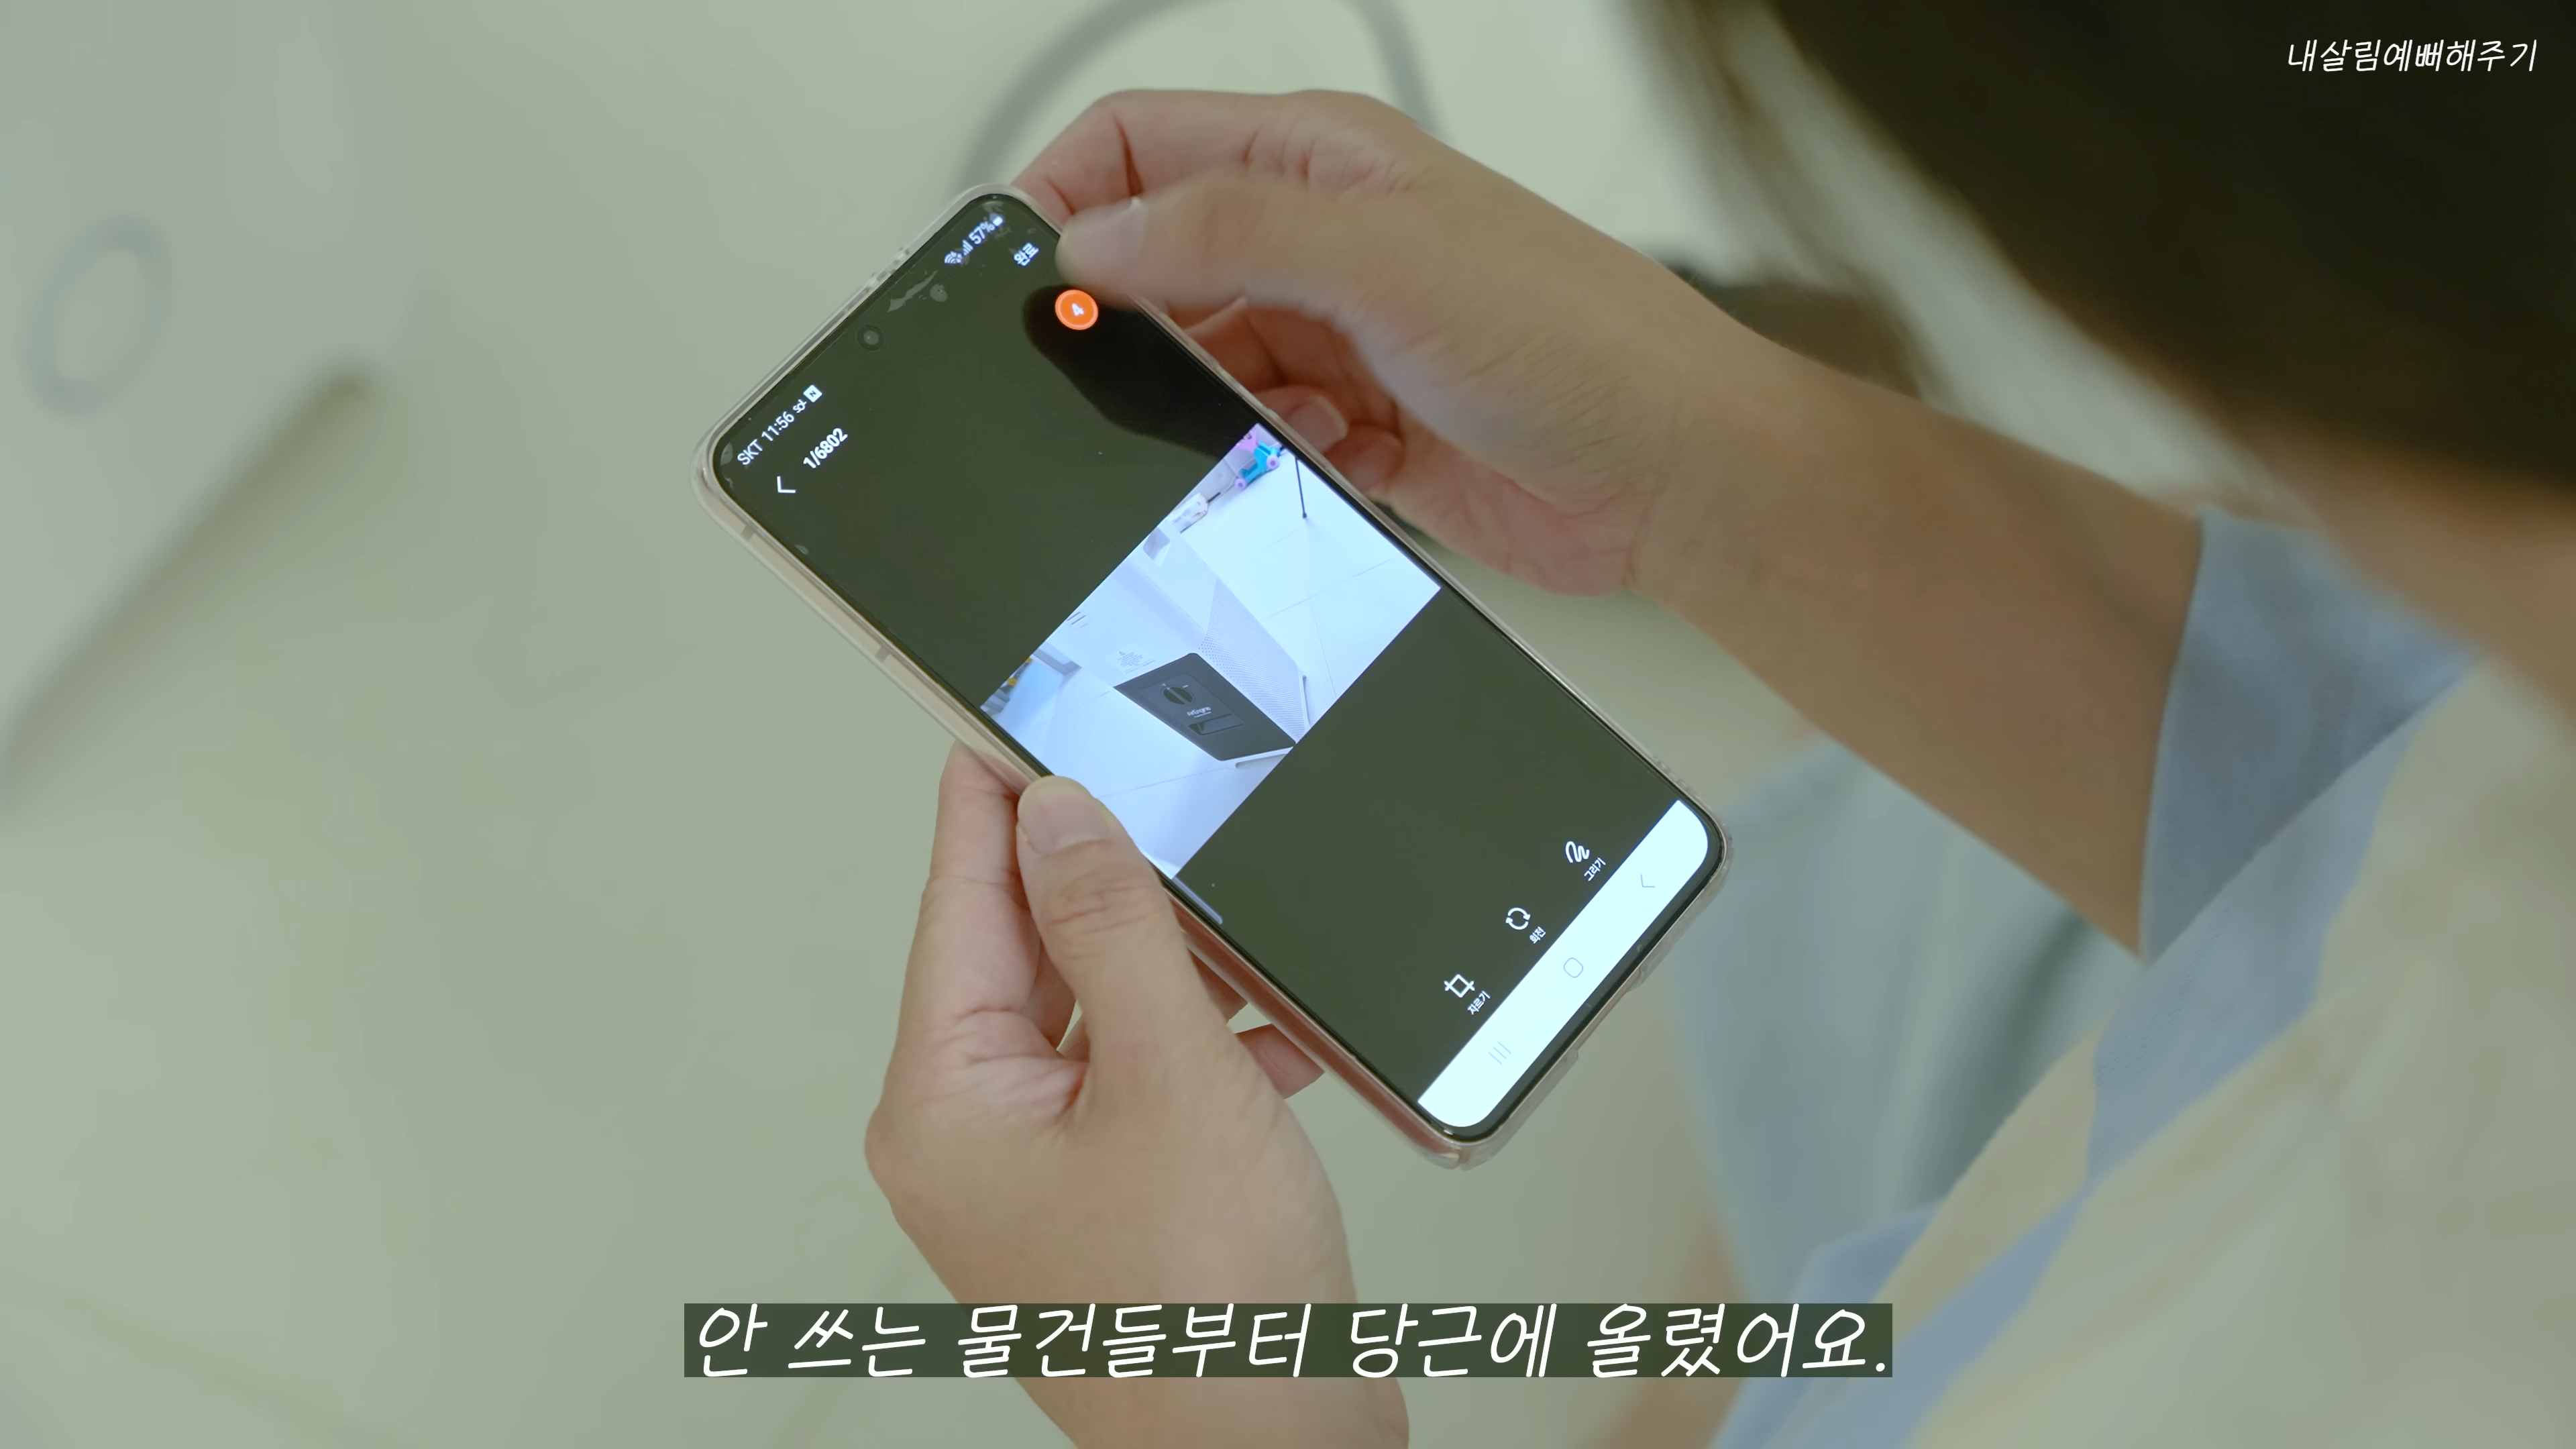 내살림예뻐해주기
57%
완료
4
SKT 11:56
1/6802
AirEngine
그리기
회전
자르기
안 쓰는 물건들부터 당근에 올렸어요.